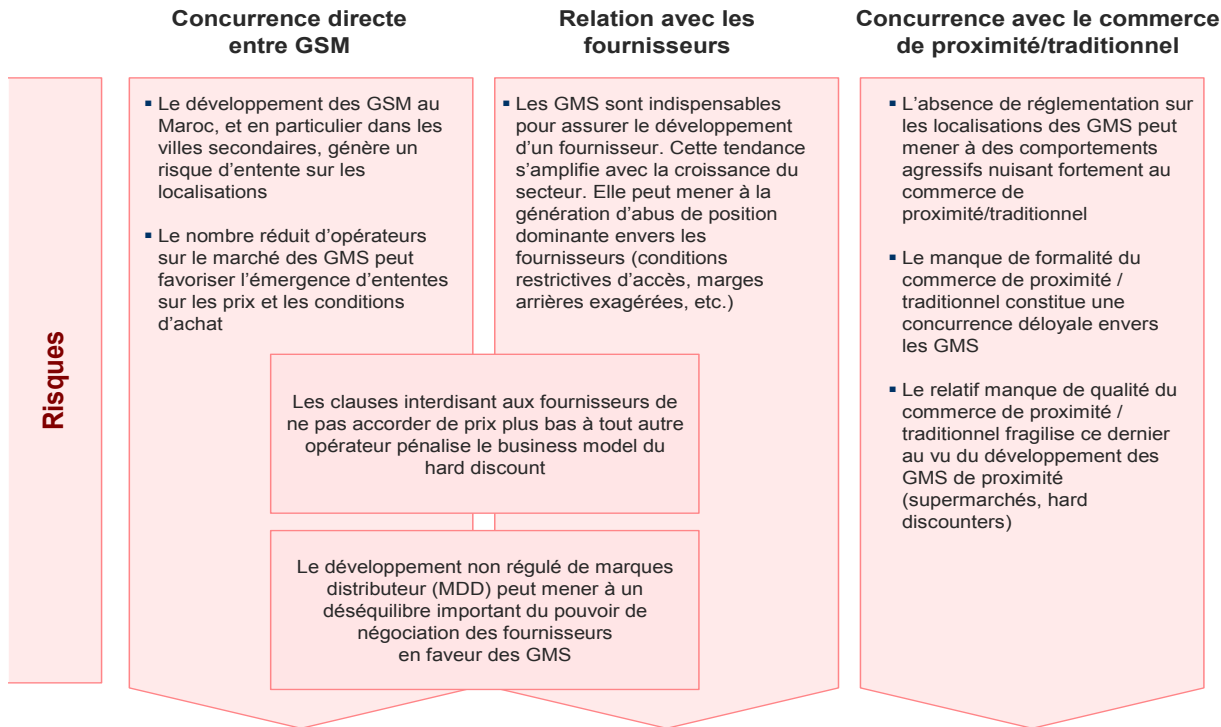 Concurrence directe
entre GSM
Relation avec les
fournisseurs
Concurrence avec le commerce
de proximité/traditionnel
Risques
▪ Le développement des GSM au
Maroc, et en particulier dans les
villes secondaires, génère un
risque d’entente sur les
localisations
▪ Le nombre réduit d’opérateurs
sur le marché des GMS peut
favoriser l’émergence d’ententes
sur les prix et les conditions
d’achat
▪ Les GMS sont indispensables
pour assurer le développement
d’un fournisseur. Cette tendance
s’amplifie avec la croissance du
secteur. Elle peut mener à la
génération d’abus de position
dominante envers les
fournisseurs (conditions
restrictives d’accès, marges
arrières exagérées, etc.)
Les clauses interdisant aux fournisseurs de
ne pas accorder de prix plus bas à tout autre
opérateur pénalise le business model du
hard discount
Le développement non régulé de marques
distributeur (MDD) peut mener à un
déséquilibre important du pouvoir de
négociation des fournisseurs
en faveur des GMS
▪ L’absence de réglementation sur
les localisations des GMS peut
mener à des comportements
agressifs nuisant fortement au
commerce de
proximité/traditionnel
▪ Le manque de formalité du
commerce de proximité /
traditionnel constitue une
concurrence déloyale envers
les GMS
▪ Le relatif manque de qualité du
commerce de proximité /
traditionnel fragilise ce dernier
au vu du développement des
GMS de proximité
(supermarchés, hard
discounters)